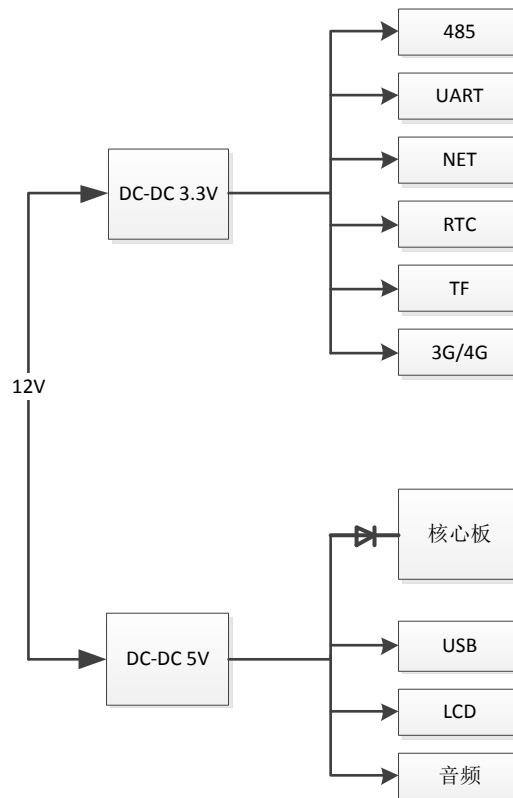 485
UART
NET
DC-DC 3.3V
RTC
TF
3G/4G
12V
核心板
DC-DC 5V
USB
LCD
音频